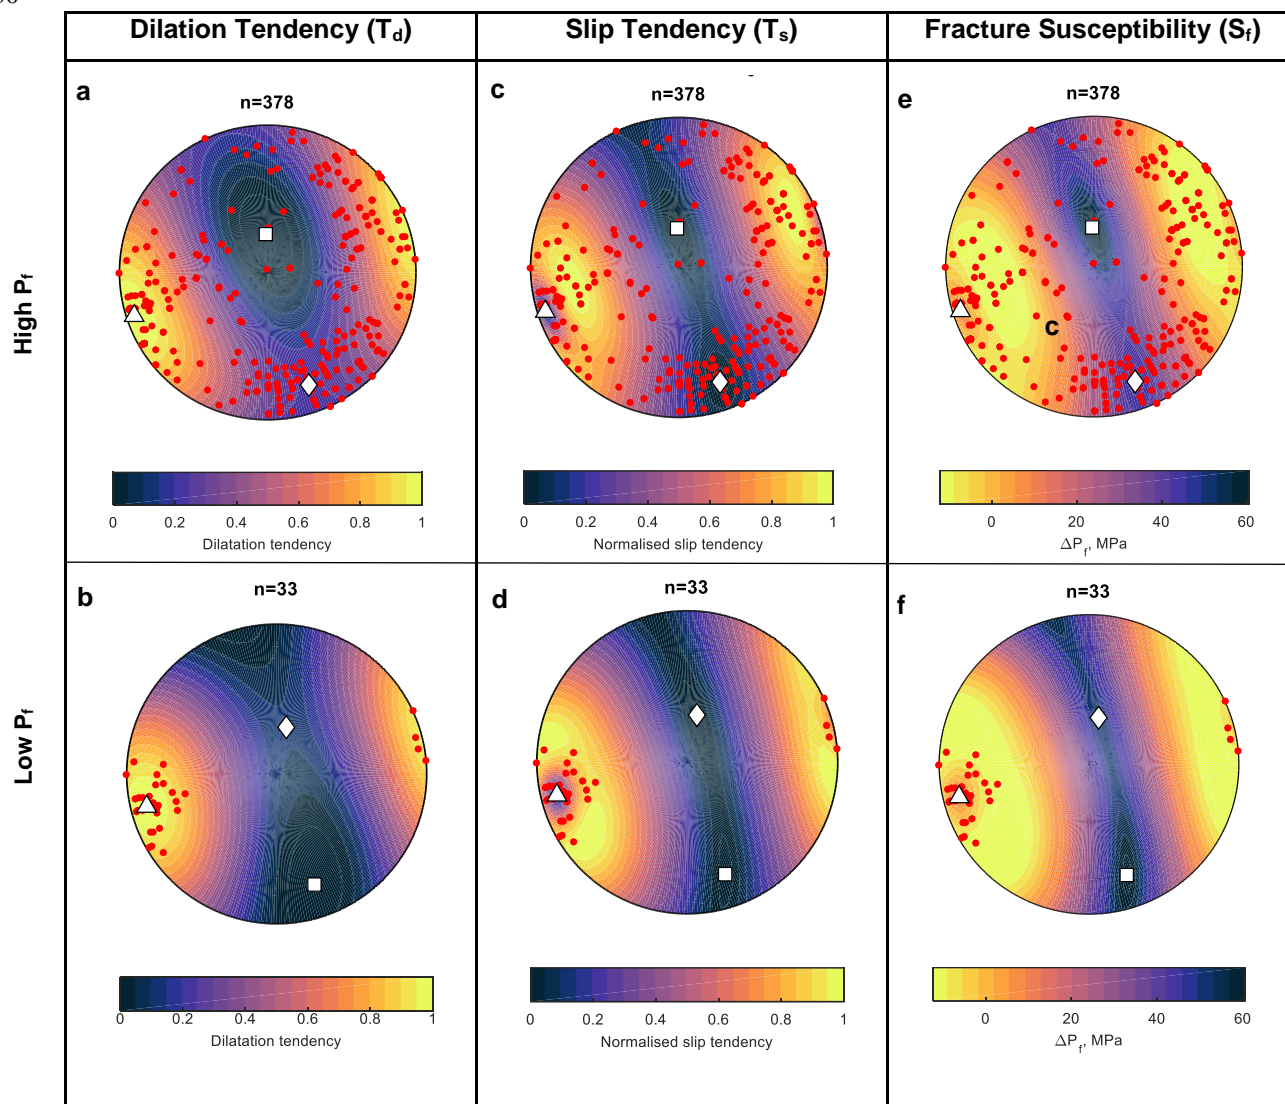 Dilation Tendency (Td) Slip Tendency (Ts) Fracture Susceptibility (Sf)
High Pf
a
n=378
0 0.2 0.4 0.6 0.8 1
Dilatation tendency
c
n=378
0 0.2 0.4 0.6 0.8 1
Normalised slip tendency
e
n=378
c
0 20 40 60
ΔPf, MPa
Low Pf
b
n=33
0 0.2 0.4 0.6 0.8 1
Dilatation tendency
d
n=33
0 0.2 0.4 0.6 0.8 1
Normalised slip tendency
f
n=33
0 20 40 60
ΔPf, MPa